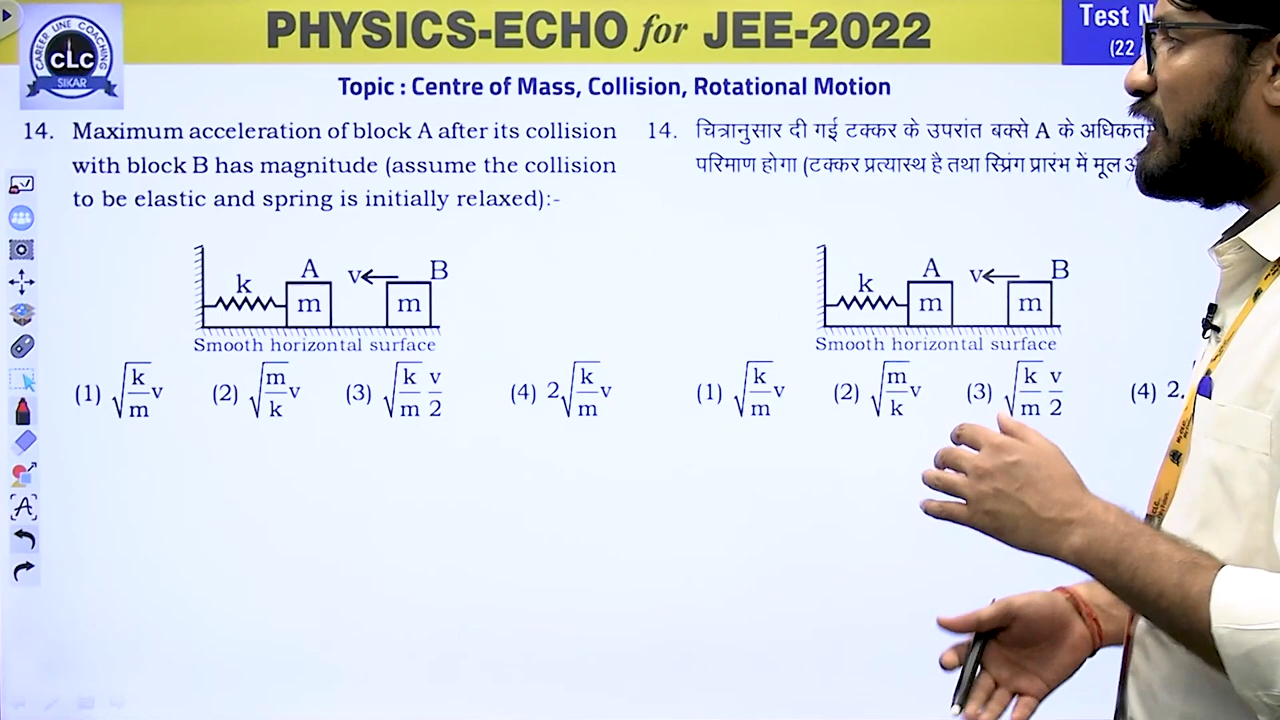 PHYSICS-ECHO for JEE-2022
Test
(22
CAREER LINE COACHING
CLC
SIKAR
Topic : Centre of Mass, Collision, Rotational Motion
14. Maximum acceleration of block A after its collision
with block B has magnitude (assume the collision
to be elastic and spring is initially relaxed):-
k A m v B m
Smooth horizontal surface
(1) √(k/m) v (2) √(m/k) v (3) √(k/m) v/2 (4) 2√(k/m) v
14. चित्रानुसार दी गई टक्कर के उपरांत बक्से A के
परिमाण होगा (टक्कर प्रत्यास्थ है तथा स्प्रिंग प्रारंभ में मूल
k A m v B m
Smooth horizontal surface
(1) √(k/m) v (2) √(m/k) v (3) √(k/m) v/2 (4) 2